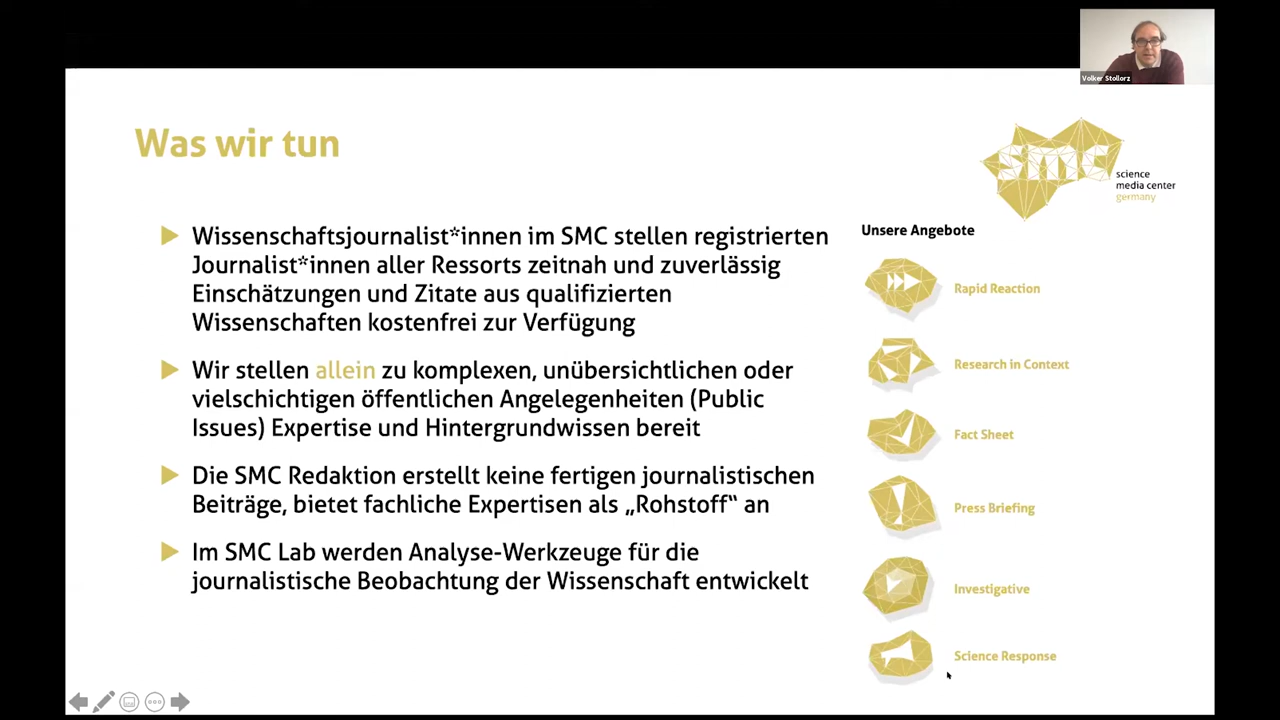 Volker Stollorz
Was wir tun
smc
science
media center
germany
Wissenschaftsjournalist*innen im SMC stellen registrierten
Journalist*innen aller Ressorts zeitnah und zuverlässig
Einschätzungen und Zitate aus qualifizierten
Wissenschaften kostenfrei zur Verfügung
Wir stellen allein zu komplexen, unübersichtlichen oder
vielschichtigen öffentlichen Angelegenheiten (Public
Issues) Expertise und Hintergrundwissen bereit
Die SMC Redaktion erstellt keine fertigen journalistischen
Beiträge, bietet fachliche Expertisen als „Rohstoff“ an
Im SMC Lab werden Analyse-Werkzeuge für die
journalistische Beobachtung der Wissenschaft entwickelt
Unsere Angebote
Rapid Reaction
Research in Context
Fact Sheet
Press Briefing
Investigative
Science Response